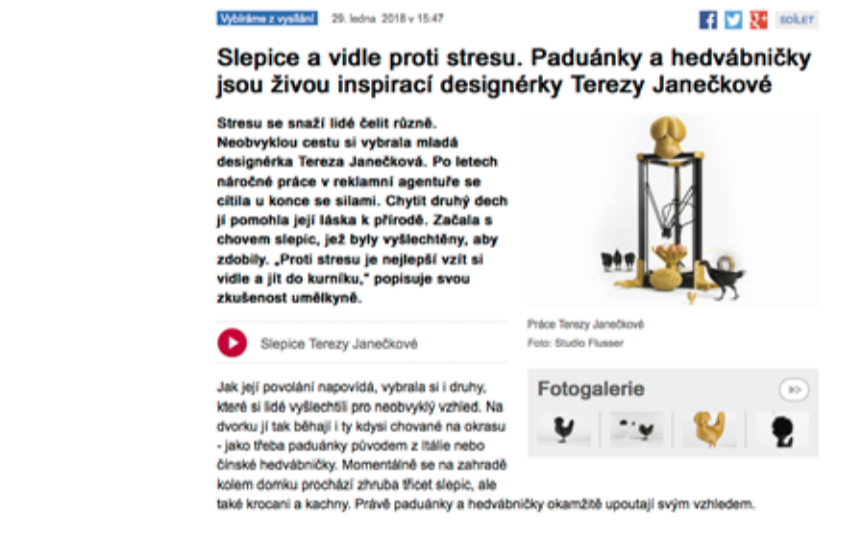 Vybíráme z vysílání
29. ledna 2018 v 15:47
SDÍLET
Slepice a vidle proti stresu. Paduánky a hedvábničky
jsou živou inspirací designérky Terezy Janečkové
Stresu se snaží lidé čelit různě.
Neobvyklou cestu si vybrala mladá
designérka Tereza Janečková. Po letech
náročné práce v reklamní agentuře se
cítila u konce se silami. Chytit druhý dech
jí pomohla její láska k přírodě. Začala s
chovem slepic, jež byly vyšlechtěny, aby
zdobily. „Proti stresu je nejlepší vzít si
vidle a jít do kurníku,“ popisuje svou
zkušenost umělkyně.
Práce Terezy Janečkové
Foto: Studio Flusser
Slepice Terezy Janečkové
Fotogalerie
Jak její povolání napovídá, vybrala si i druhy,
které si lidé vyšlechtili pro neobvyklý vzhled. Na
dvorku jí tak běhají i ty kdysi chované na okrasu
- jako třeba paduánky původem z Itálie nebo
čínské hedvábničky. Momentálně se na zahradě
kolem domku prochází zhruba třicet slepic, ale
také krocani a kachny. Právě paduánky a hedvábničky okamžitě upoutají svým vzhledem.